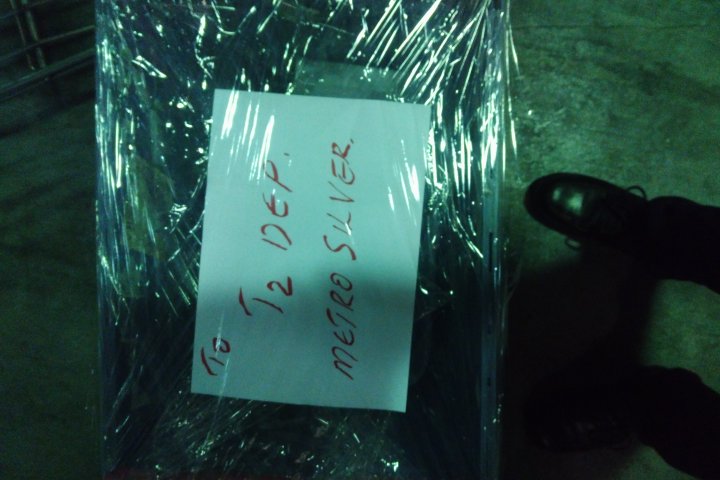 TO T2 DEP.
METRO SILVER.